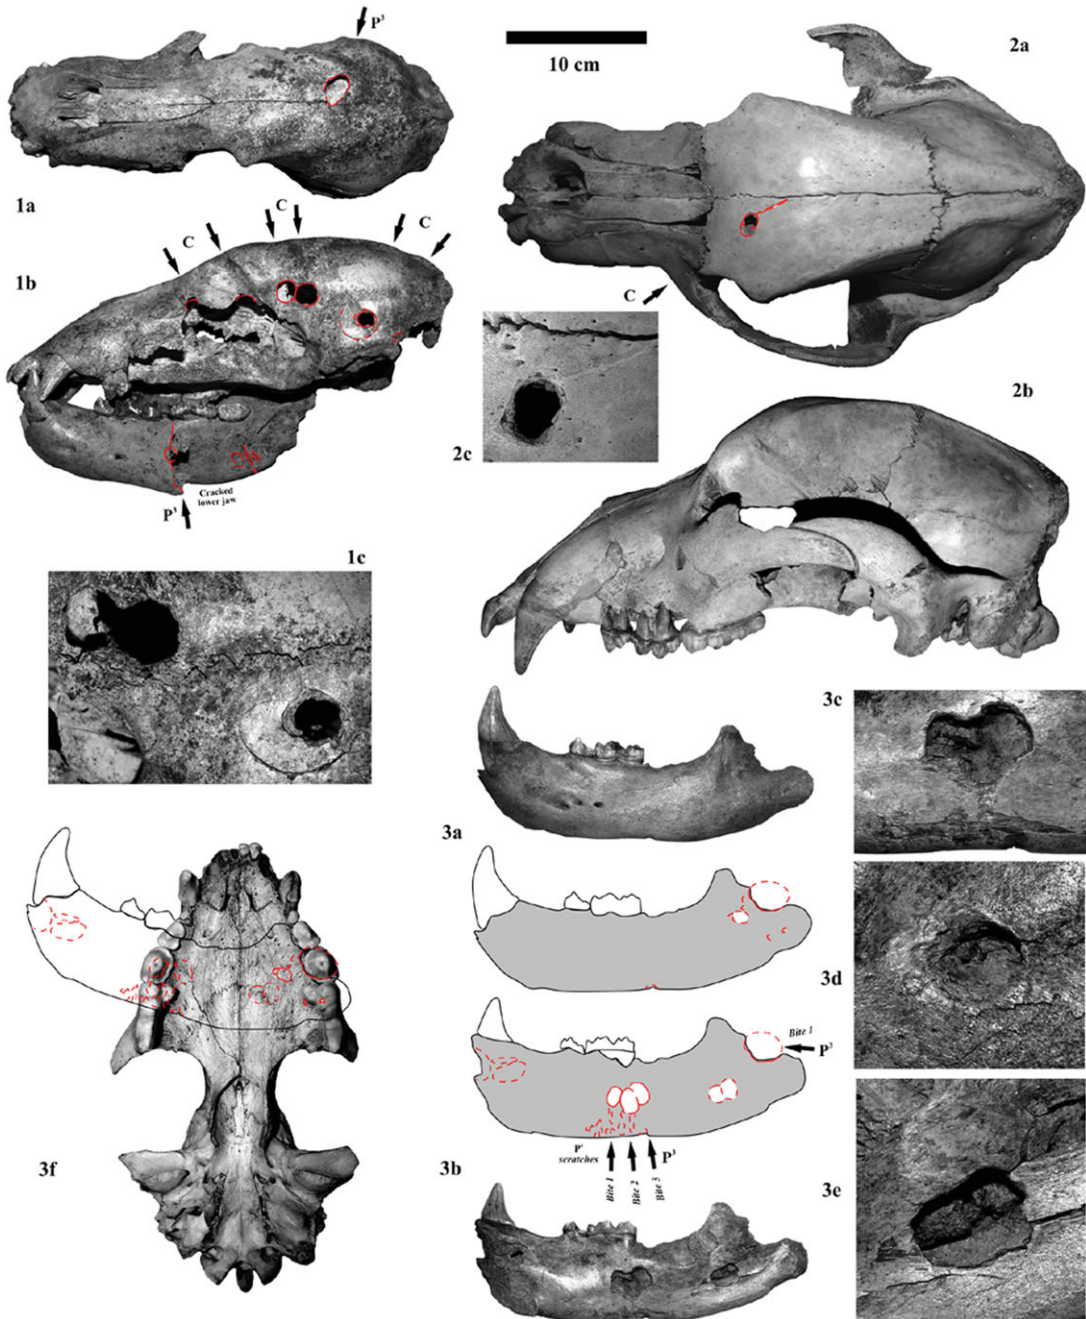 P³
10 cm
2a
1a
C
C
1b
C
2b
2c
Cracked
lower jaw
P³
1c
3c
3a
3d
Bite 1
P³
scratches
P³
Bite 1
Bite 2
Bite 3
3f
3b
3e